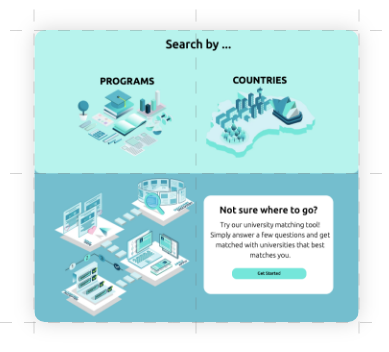 Search by ...
PROGRAMS
COUNTRIES
Not sure where to go?
Try our university matching tool!
Simply answer a few questions and get
matched with universities that best
matches you.
Get Started